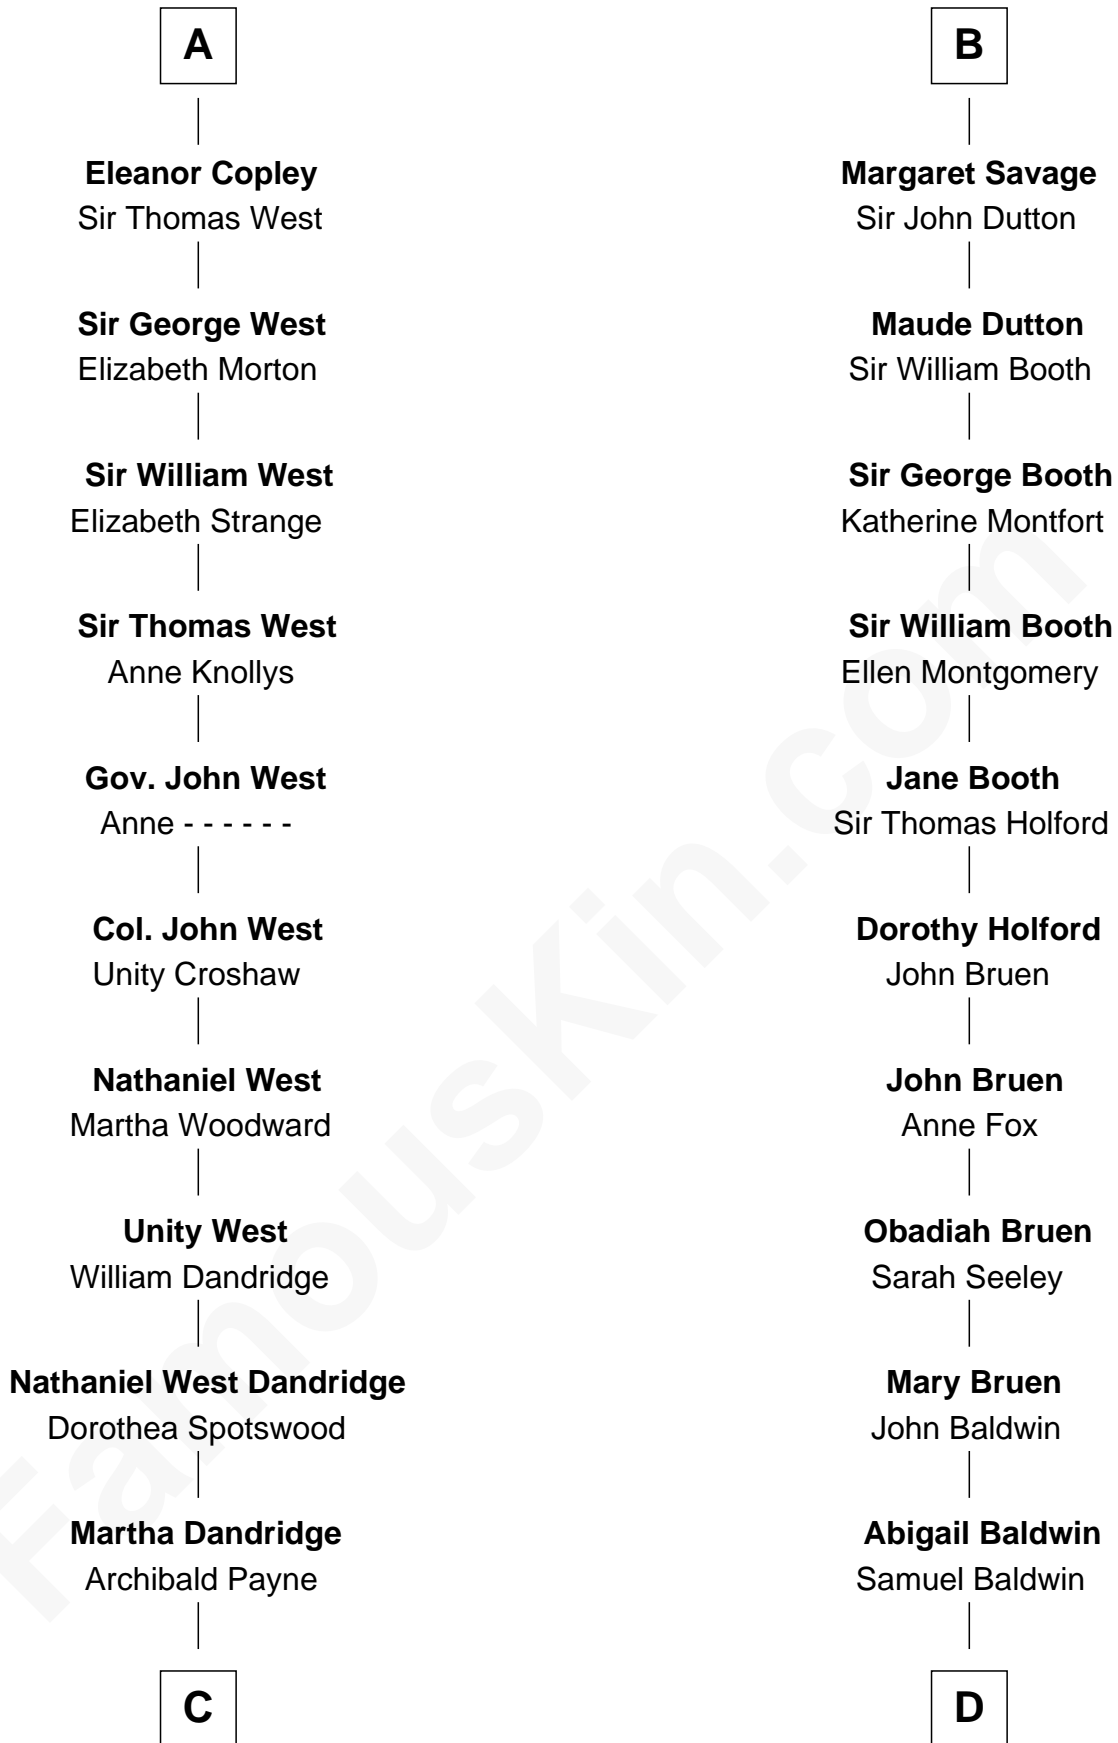 A
Eleanor Copley
Sir Thomas West
Sir George West
Elizabeth Morton
Sir William West
Elizabeth Strange
Sir Thomas West
Anne Knollys
Gov. John West
Anne - - - - - -
Col. John West
Unity Croshaw
Nathaniel West
Martha Woodward
Unity West
William Dandridge
Nathaniel West Dandridge
Dorothea Spotswood
Martha Dandridge
Archibald Payne
C
B
Margaret Savage
Sir John Dutton
Maude Dutton
Sir William Booth
Sir George Booth
Katherine Montfort
Sir William Booth
Ellen Montgomery
Jane Booth
Sir Thomas Holford
Dorothy Holford
John Bruen
John Bruen
Anne Fox
Obadiah Bruen
Sarah Seeley
Mary Bruen
John Baldwin
Abigail Baldwin
Samuel Baldwin
D
FamousKin.com